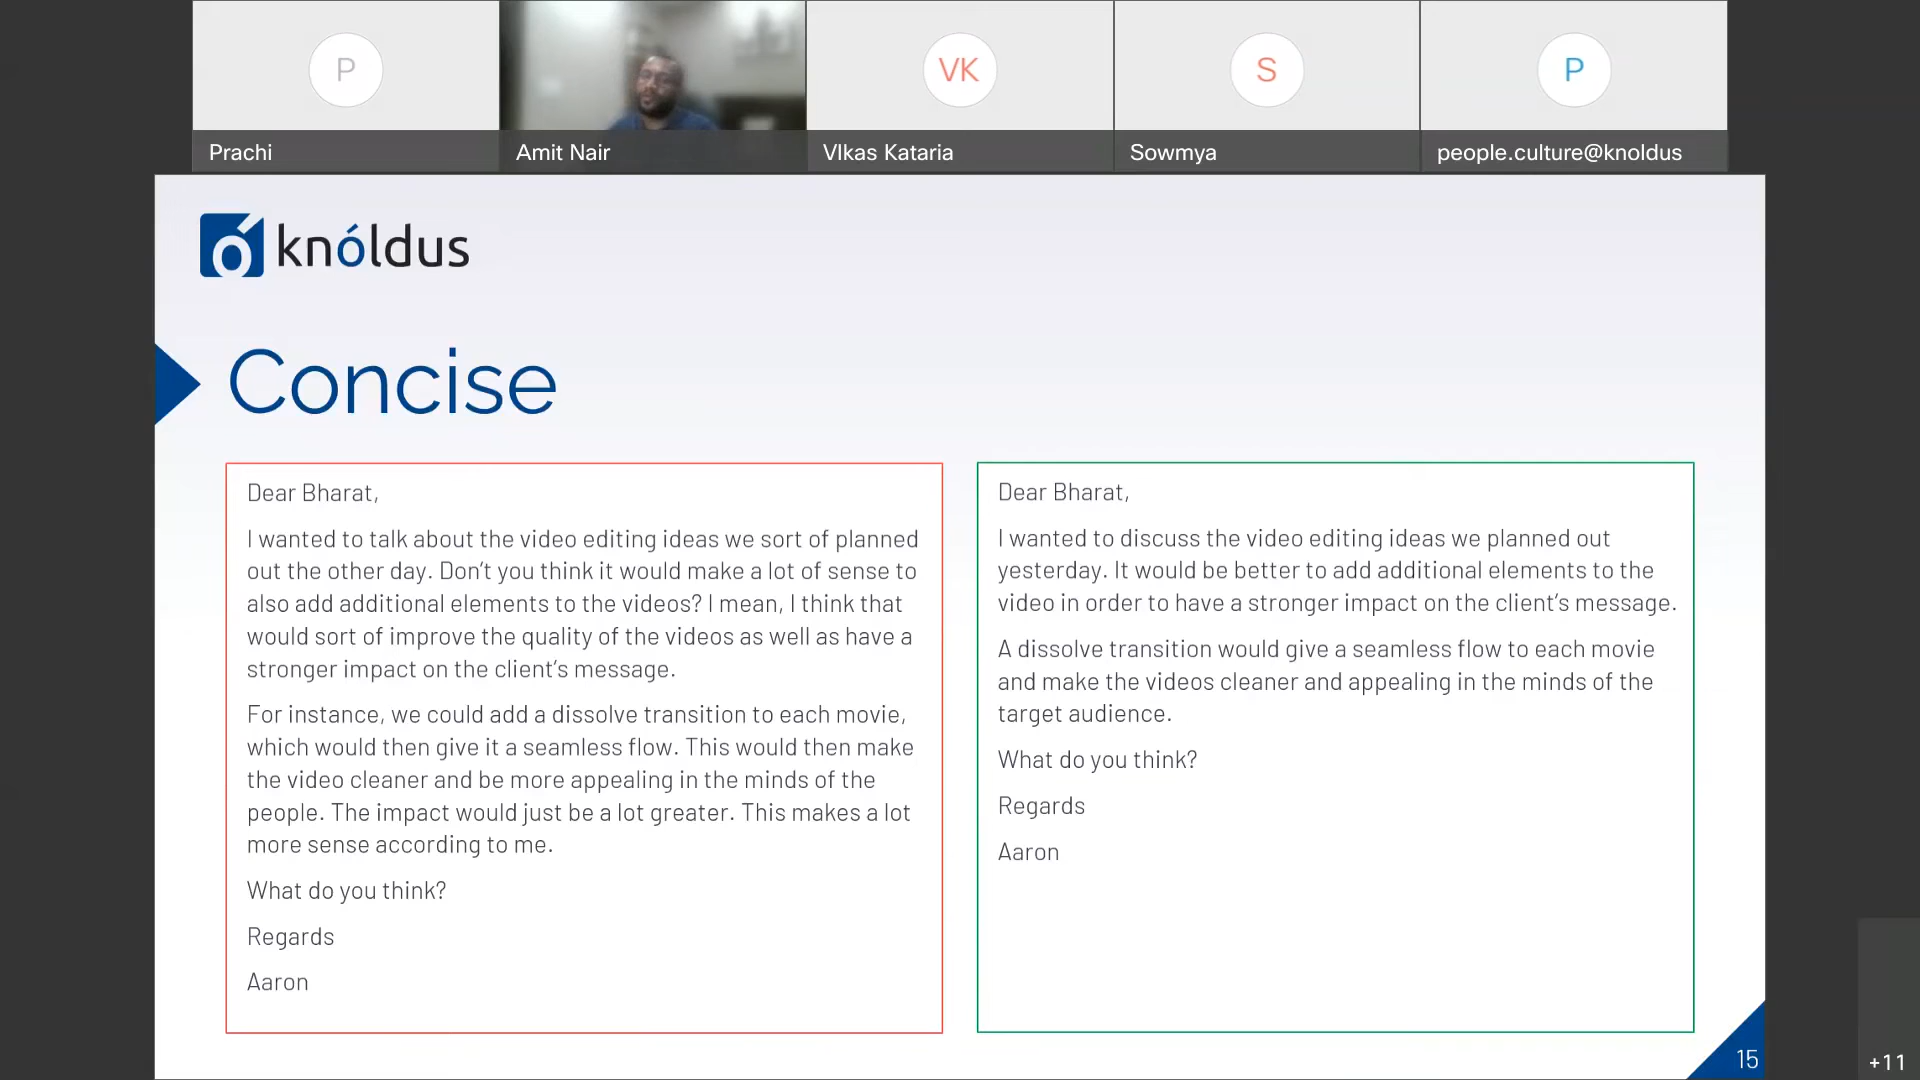 P
VK
S
P
Prachi
Amit Nair
VIkas Kataria
Sowmya
people.culture@knoldus
knóldus
Concise
Dear Bharat,
I wanted to talk about the video editing ideas we sort of planned
out the other day. Don't you think it would make a lot of sense to
also add additional elements to the videos? I mean, I think that
would sort of improve the quality of the videos as well as have a
stronger impact on the client's message.
For instance, we could add a dissolve transition to each movie,
which would then give it a seamless flow. This would then make
the video cleaner and be more appealing in the minds of the
people. The impact would just be a lot greater. This makes a lot
more sense according to me.
What do you think?
Regards
Aaron
Dear Bharat,
I wanted to discuss the video editing ideas we planned out
yesterday. It would be better to add additional elements to the
video in order to have a stronger impact on the client's message.
A dissolve transition would give a seamless flow to each movie
and make the videos cleaner and appealing in the minds of the
target audience.
What do you think?
Regards
Aaron
15
+11